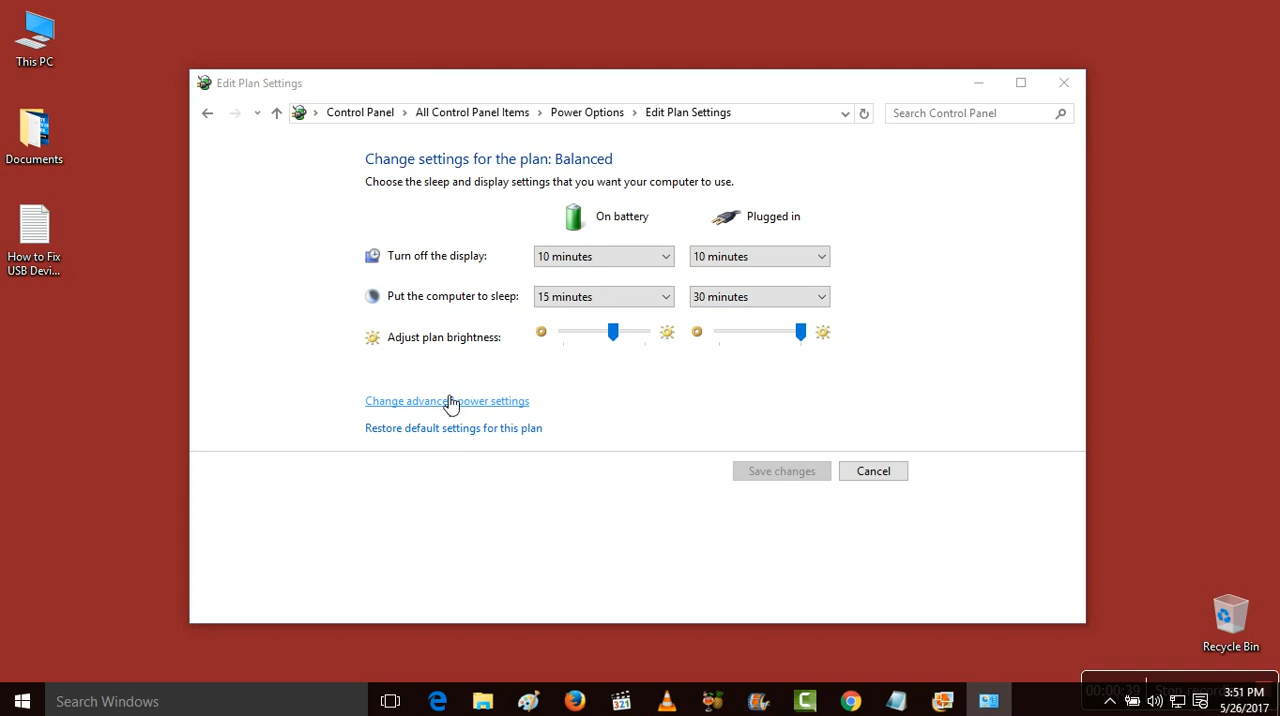 This PC
Documents
How to Fix
USB Devi...
Edit Plan Settings
Control Panel > All Control Panel Items > Power Options > Edit Plan Settings
Search Control Panel
Change settings for the plan: Balanced
Choose the sleep and display settings that you want your computer to use.
On battery
Plugged in
Turn off the display:
10 minutes
10 minutes
Put the computer to sleep:
15 minutes
30 minutes
Adjust plan brightness:
Change advanced power settings
Restore default settings for this plan
Save changes
Cancel
Recycle Bin
Search Windows
321
00:00:39
Stop
3:51 PM
5/26/2017